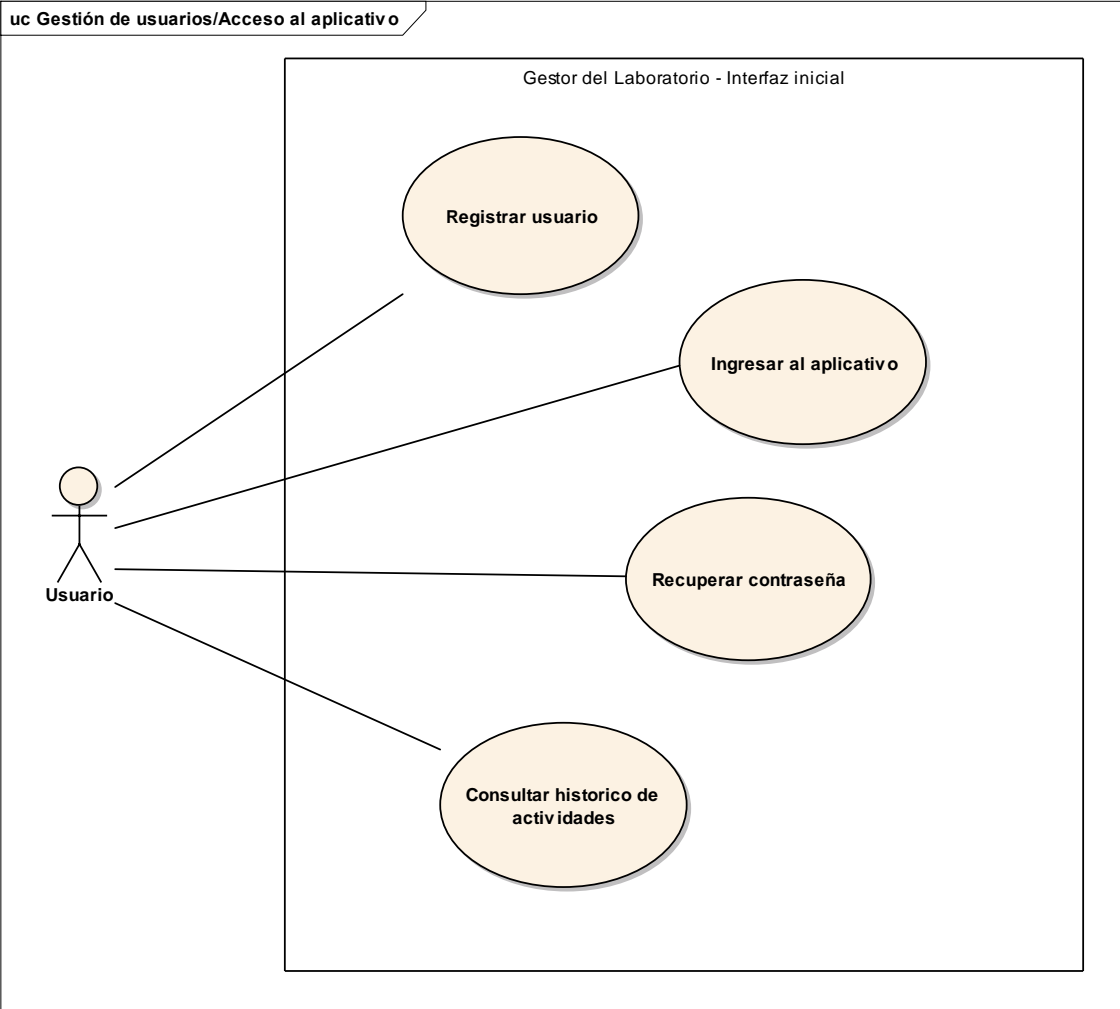 uc Gestión de usuarios/Acceso al aplicativo
Gestor del Laboratorio - Interfaz inicial
Registrar usuario
Ingresar al aplicativo
Recuperar contraseña
Usuario
Consultar historico de
actividades